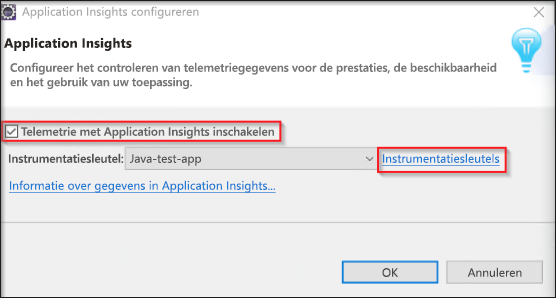 Application Insights configureren
Application Insights
Configureer het controleren van telemetriegegevens voor de prestaties, de beschikbaarheid
en het gebruik van uw toepassing.
Telemetrie met Application Insights inschakelen
Instrumentatiesleutel: Java-test-app Instrumentatiesleutels
Informatie over gegevens in Application Insights...
OK Annuleren